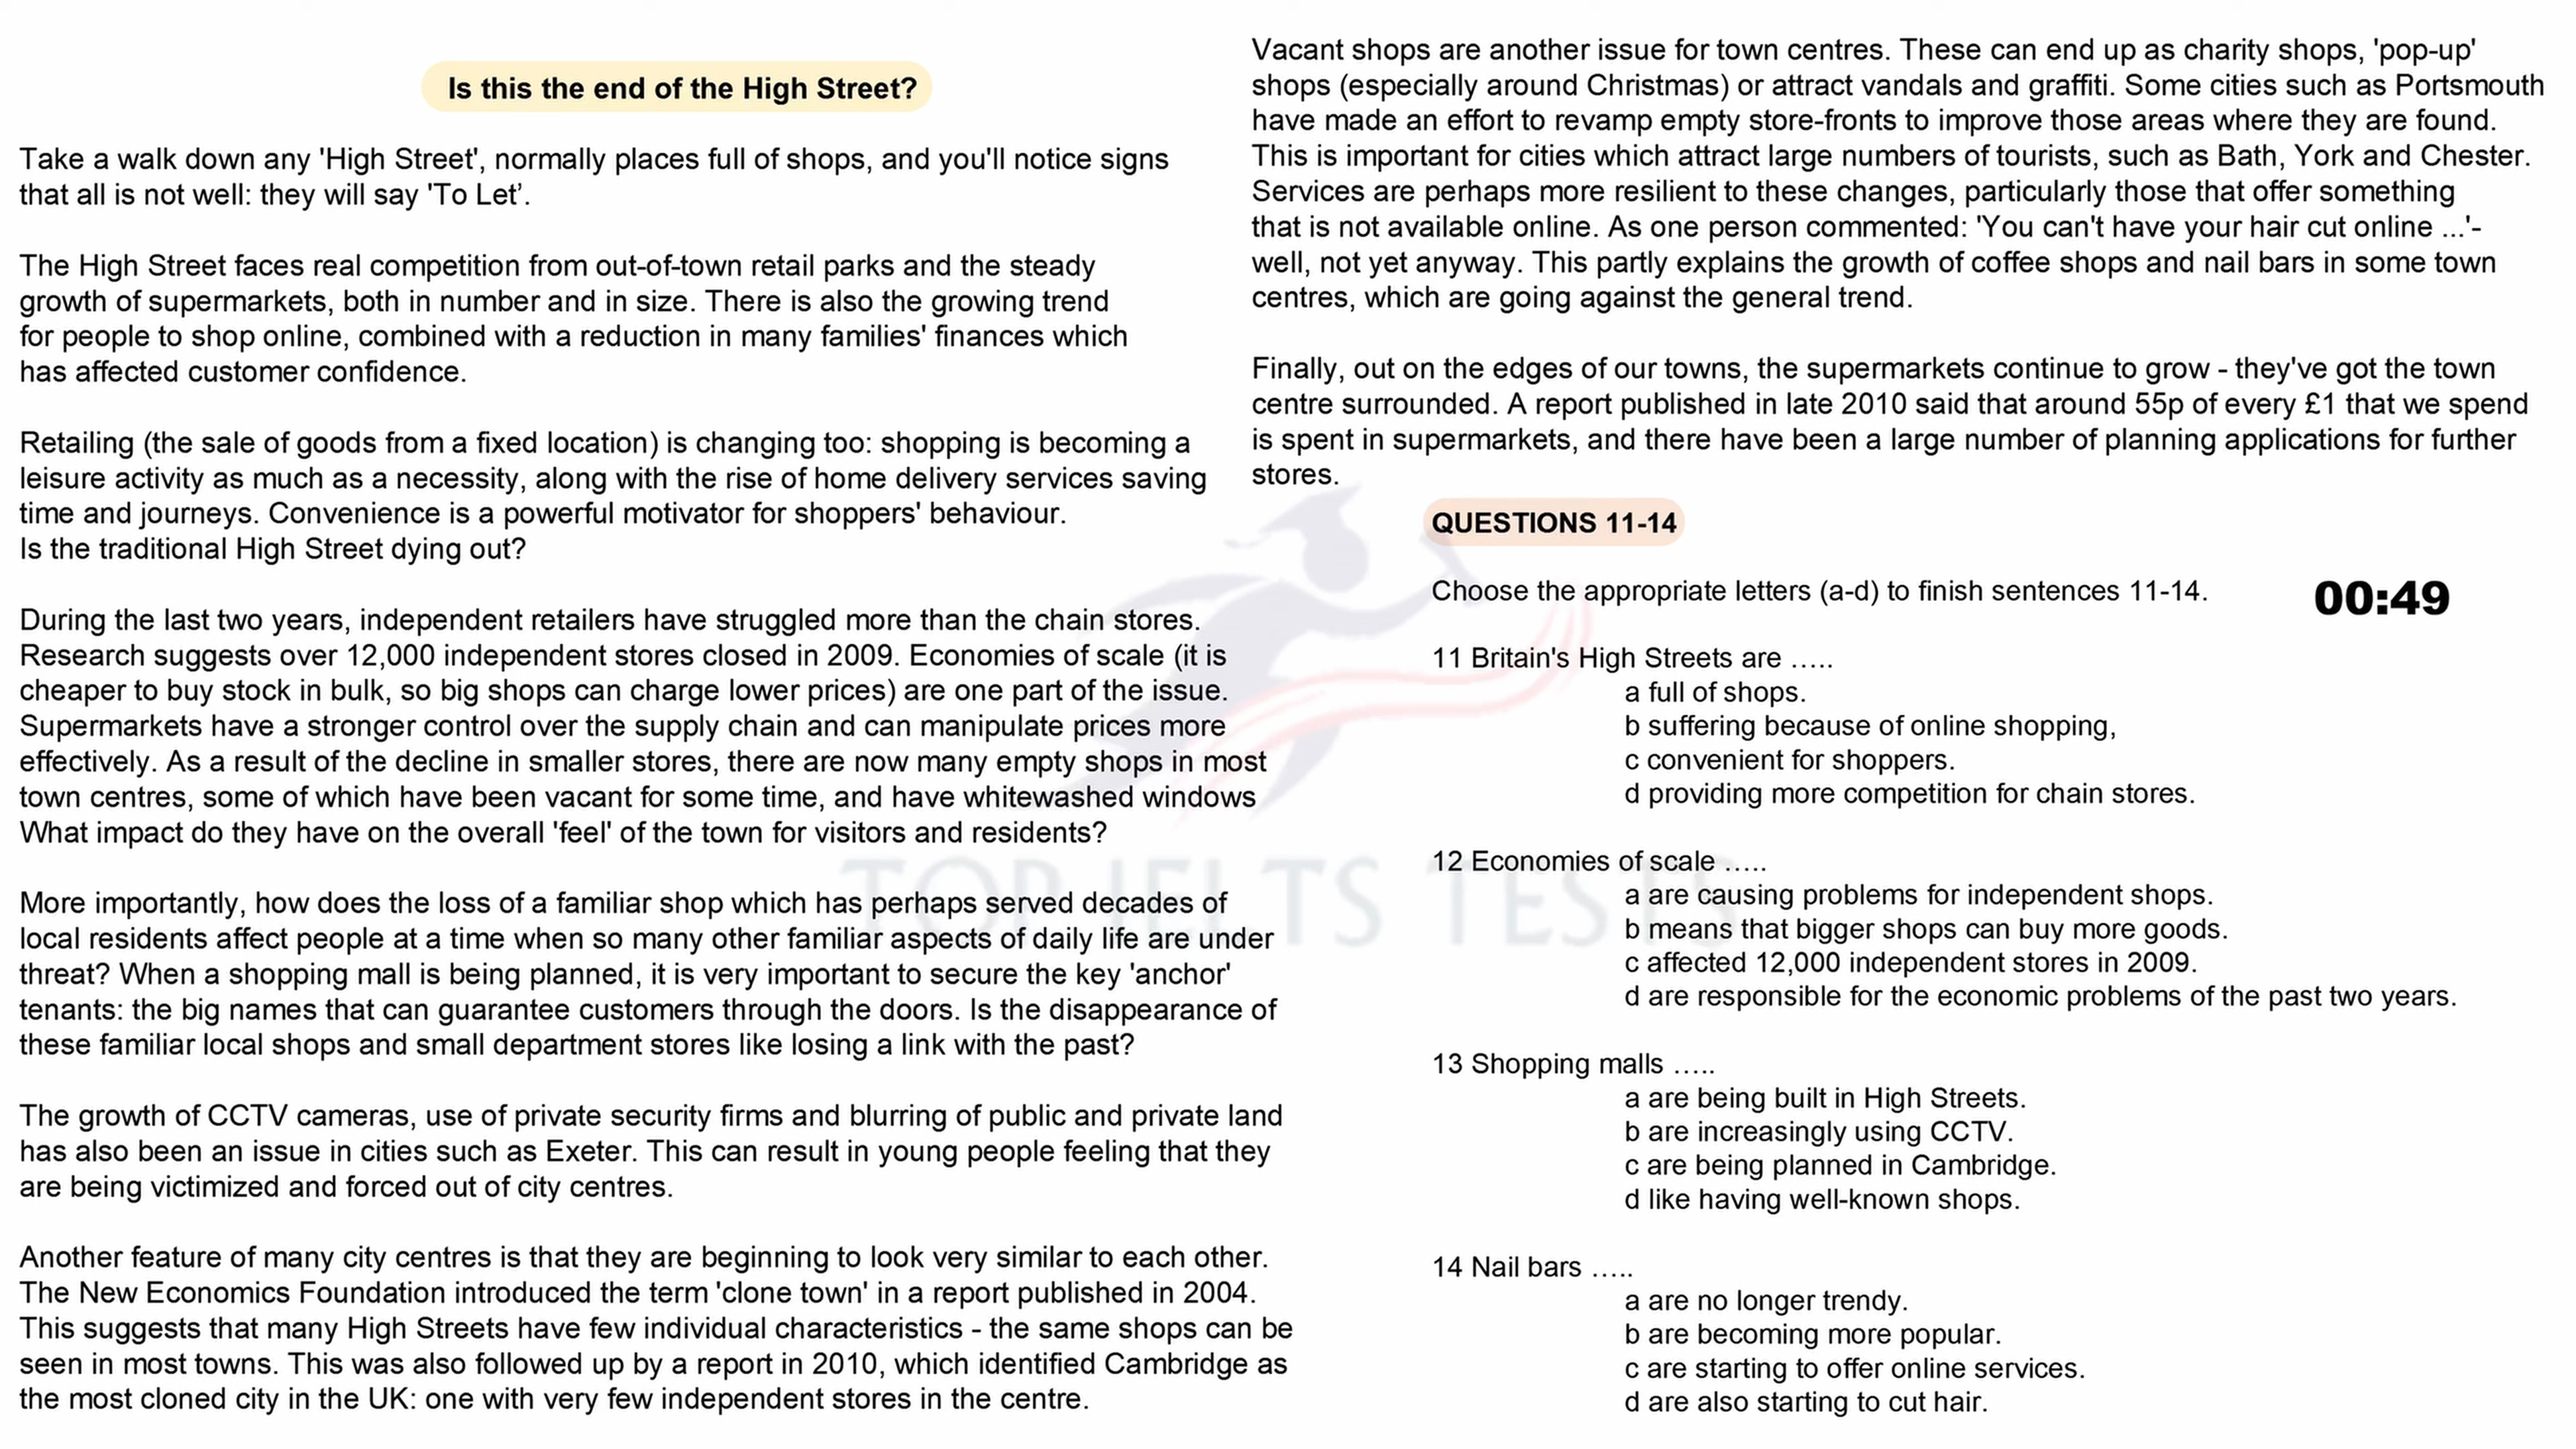 Is this the end of the High Street?
Take a walk down any 'High Street', normally places full of shops, and you'll notice signs
that all is not well: they will say 'To Let'.
The High Street faces real competition from out-of-town retail parks and the steady
growth of supermarkets, both in number and in size. There is also the growing trend
for people to shop online, combined with a reduction in many families' finances which
has affected customer confidence.
Retailing (the sale of goods from a fixed location) is changing too: shopping is becoming a
leisure activity as much as a necessity, along with the rise of home delivery services saving
time and journeys. Convenience is a powerful motivator for shoppers' behaviour.
Is the traditional High Street dying out?
During the last two years, independent retailers have struggled more than the chain stores.
Research suggests over 12,000 independent stores closed in 2009. Economies of scale (it is
cheaper to buy stock in bulk, so big shops can charge lower prices) are one part of the issue.
Supermarkets have a stronger control over the supply chain and can manipulate prices more
effectively. As a result of the decline in smaller stores, there are now many empty shops in most
town centres, some of which have been vacant for some time, and have whitewashed windows
What impact do they have on the overall 'feel' of the town for visitors and residents?
More importantly, how does the loss of a familiar shop which has perhaps served decades of
local residents affect people at a time when so many other familiar aspects of daily life are under
threat? When a shopping mall is being planned, it is very important to secure the key 'anchor'
tenants: the big names that can guarantee customers through the doors. Is the disappearance of
these familiar local shops and small department stores like losing a link with the past?
The growth of CCTV cameras, use of private security firms and blurring of public and private land
has also been an issue in cities such as Exeter. This can result in young people feeling that they
are being victimized and forced out of city centres.
Another feature of many city centres is that they are beginning to look very similar to each other.
The New Economics Foundation introduced the term 'clone town' in a report published in 2004.
This suggests that many High Streets have few individual characteristics - the same shops can be
seen in most towns. This was also followed up by a report in 2010, which identified Cambridge as
the most cloned city in the UK: one with very few independent stores in the centre.
Vacant shops are another issue for town centres. These can end up as charity shops, 'pop-up'
shops (especially around Christmas) or attract vandals and graffiti. Some cities such as Portsmouth
have made an effort to revamp empty store-fronts to improve those areas where they are found.
This is important for cities which attract large numbers of tourists, such as Bath, York and Chester.
Services are perhaps more resilient to these changes, particularly those that offer something
that is not available online. As one person commented: 'You can't have your hair cut online ...'-
well, not yet anyway. This partly explains the growth of coffee shops and nail bars in some town
centres, which are going against the general trend.
Finally, out on the edges of our towns, the supermarkets continue to grow - they've got the town
centre surrounded. A report published in late 2010 said that around 55p of every £1 that we spend
is spent in supermarkets, and there have been a large number of planning applications for further
stores.
QUESTIONS 11-14
Choose the appropriate letters (a-d) to finish sentences 11-14.
00:49
11 Britain's High Streets are .....
a full of shops.
b suffering because of online shopping,
c convenient for shoppers.
d providing more competition for chain stores.
12 Economies of scale .....
a are causing problems for independent shops.
b means that bigger shops can buy more goods.
c affected 12,000 independent stores in 2009.
d are responsible for the economic problems of the past two years.
13 Shopping malls .....
a are being built in High Streets.
b are increasingly using CCTV.
c are being planned in Cambridge.
d like having well-known shops.
14 Nail bars .....
a are no longer trendy.
b are becoming more popular.
c are starting to offer online services.
d are also starting to cut hair.
TOP IELTS TESTS